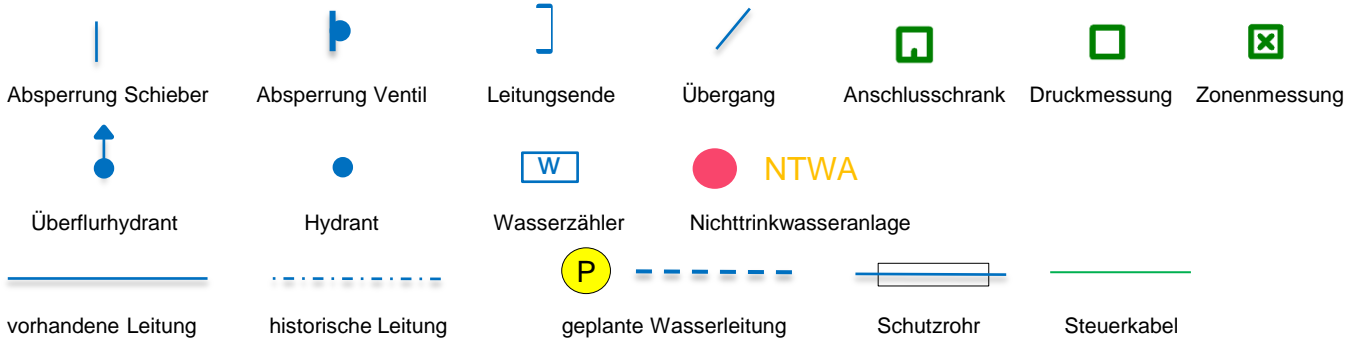 Absperrung Schieber Absperrung Ventil Leitungsende Übergang Anschlusschrank Druckmessung Zonenmessung
W NTWA
Überflurhydrant Hydrant Wasserzähler Nichttrinkwasseranlage
P
vorhandene Leitung historische Leitung geplante Wasserleitung Schutzrohr Steuerkabel